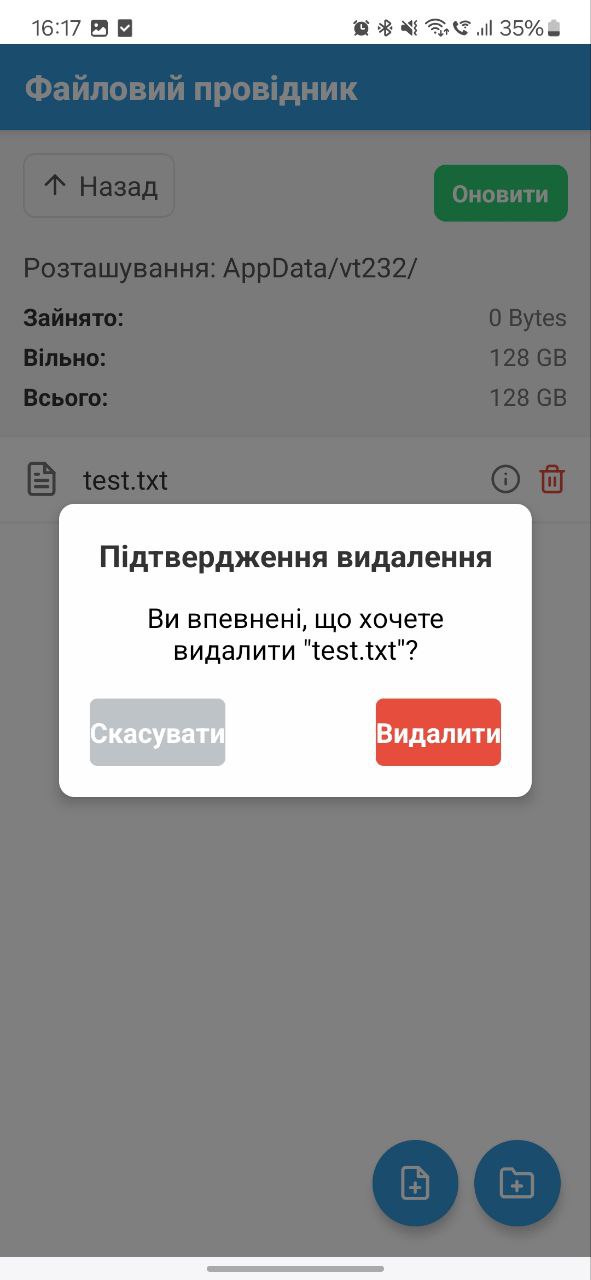 16:17 35%
Файловий провідник
Назад
Оновити
Розташування: AppData/vt232/
Зайнято: 0 Bytes
Вільно: 128 GB
Всього: 128 GB
test.txt
Підтвердження видалення
Ви впевнені, що хочете
видалити "test.txt"?
Скасувати Видалити